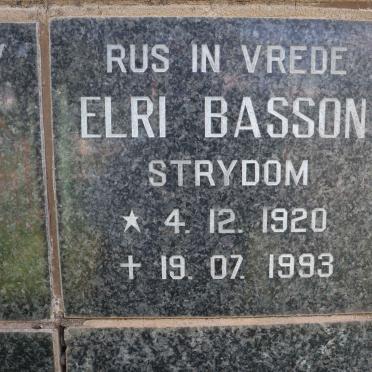 RUS IN VREDE
ELRI BASSON
STRYDOM
★ 4. 12. 1920
✝ 19. 07. 1993